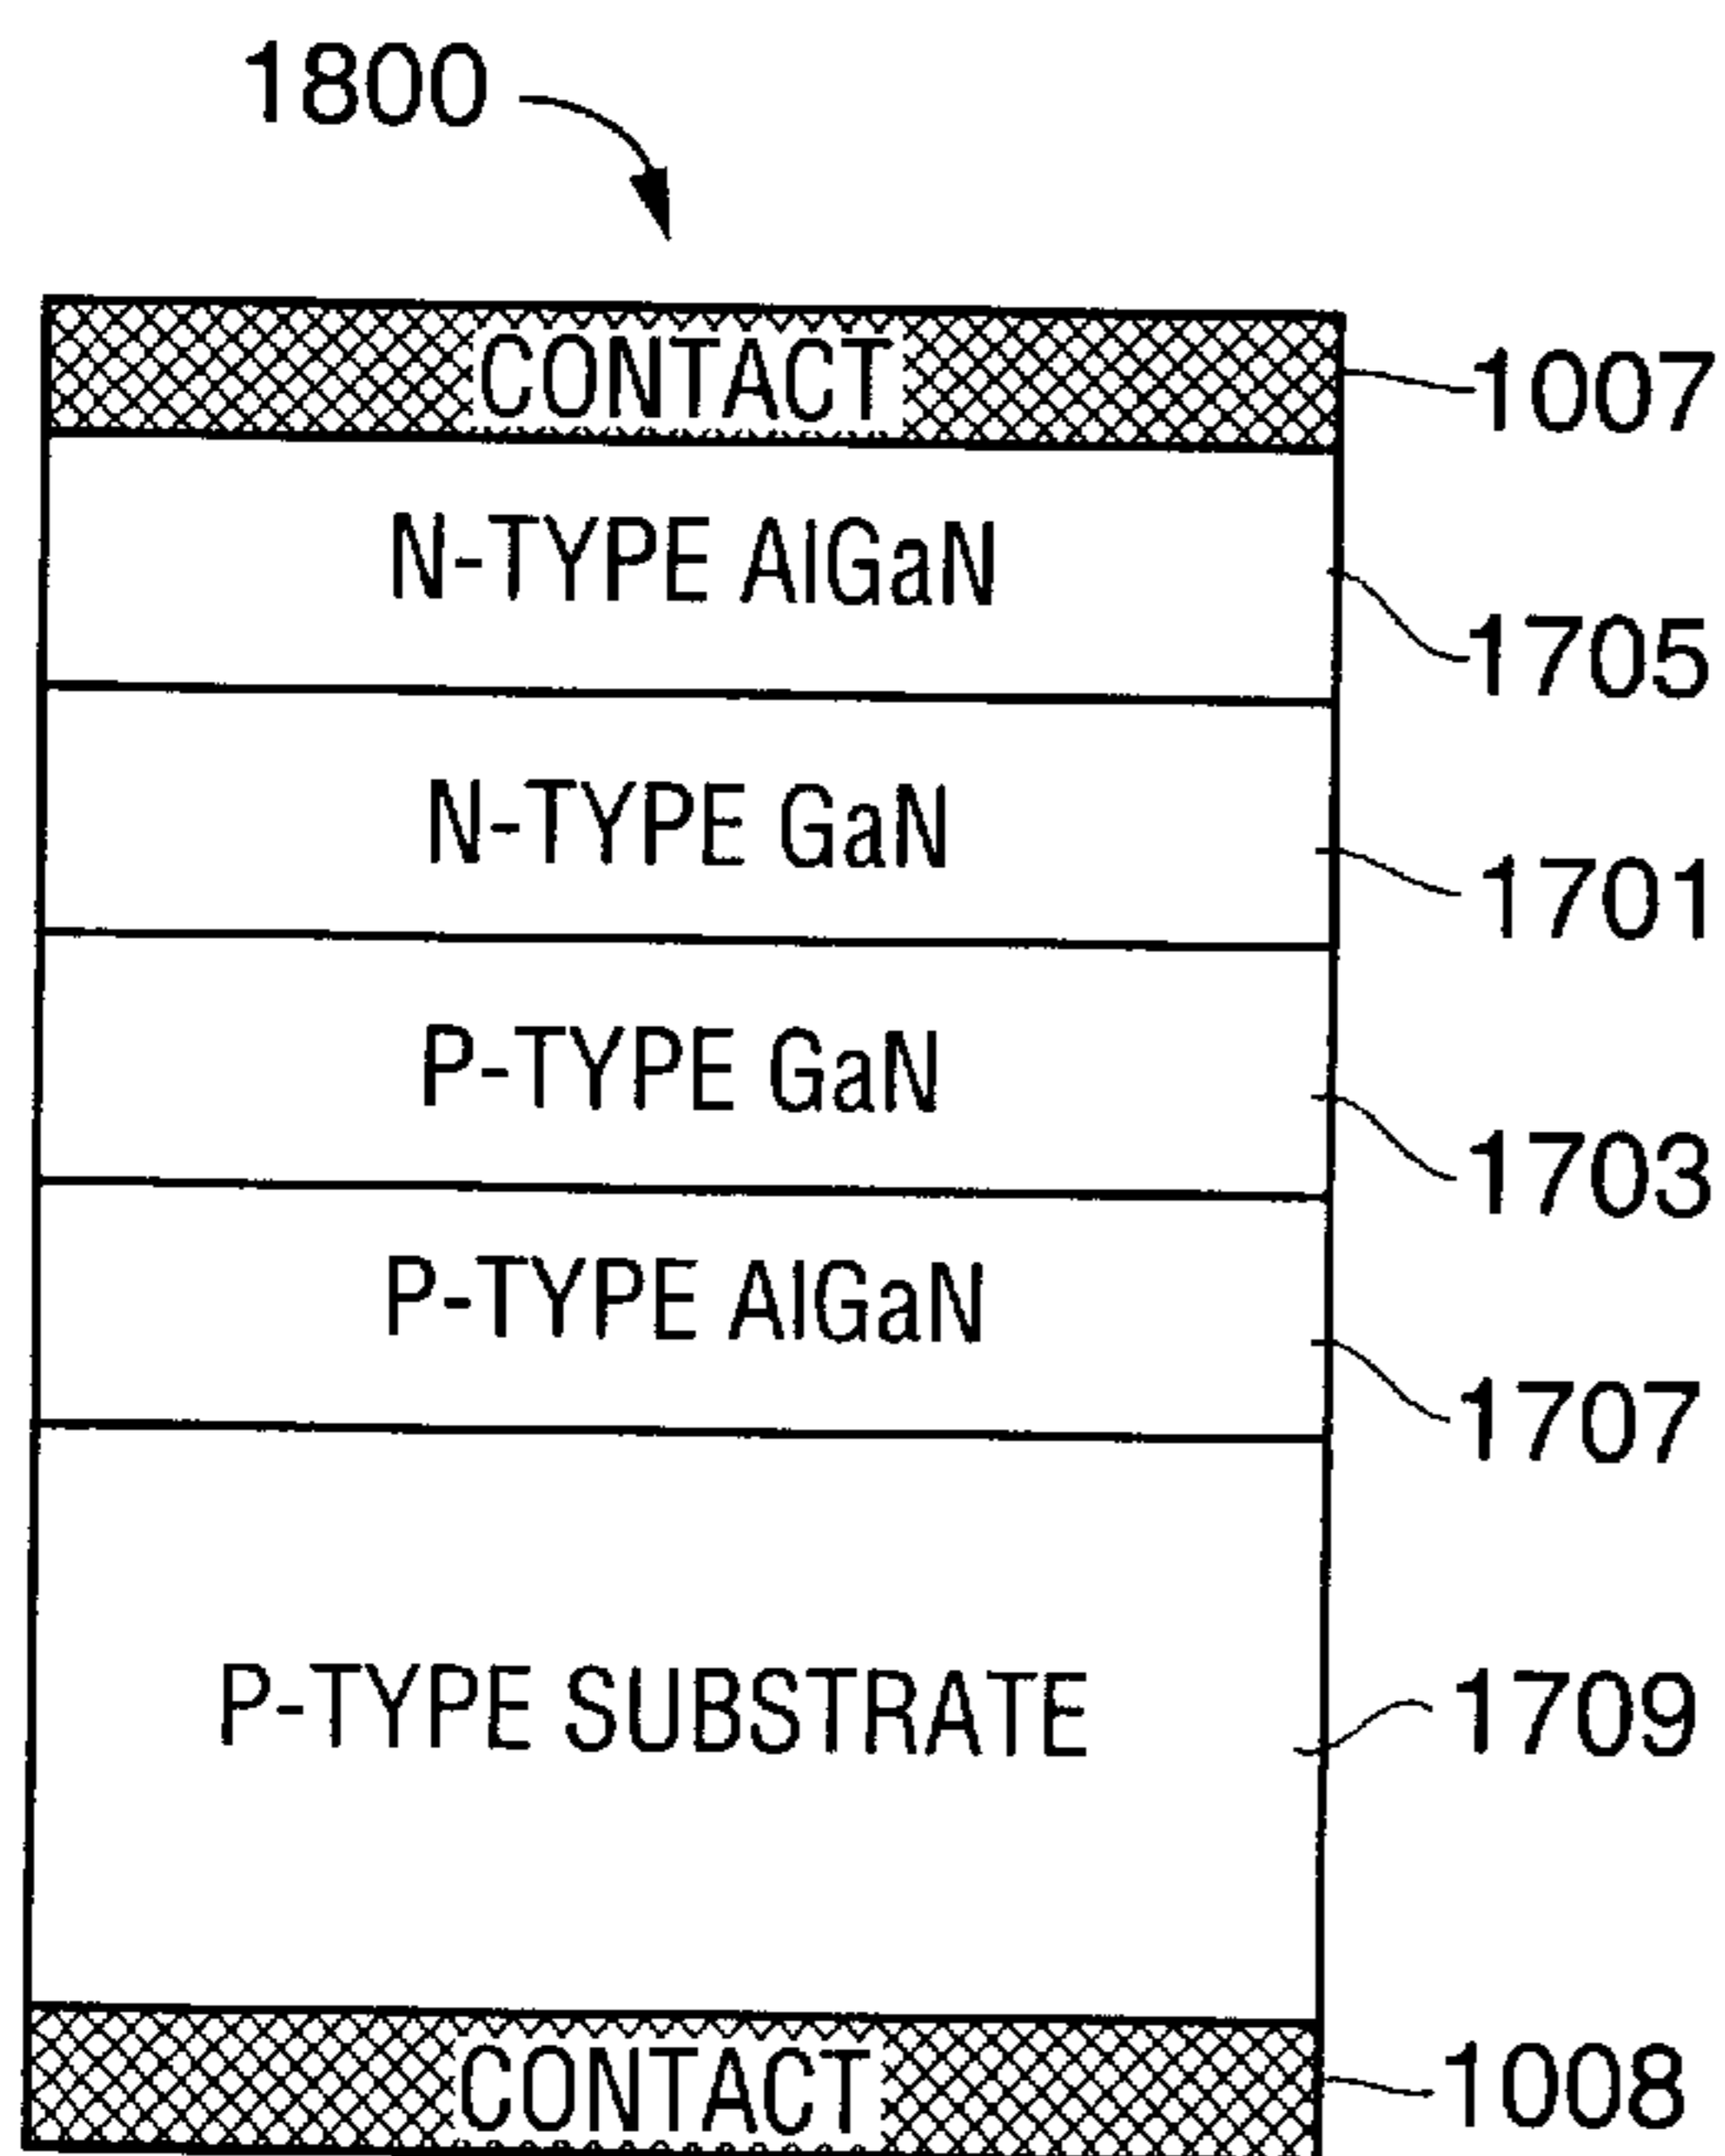 1800
CONTACT 1007
N-TYPE AlGaN 1705
N-TYPE GaN 1701
P-TYPE GaN 1703
P-TYPE AlGaN 1707
P-TYPE SUBSTRATE 1709
CONTACT 1008